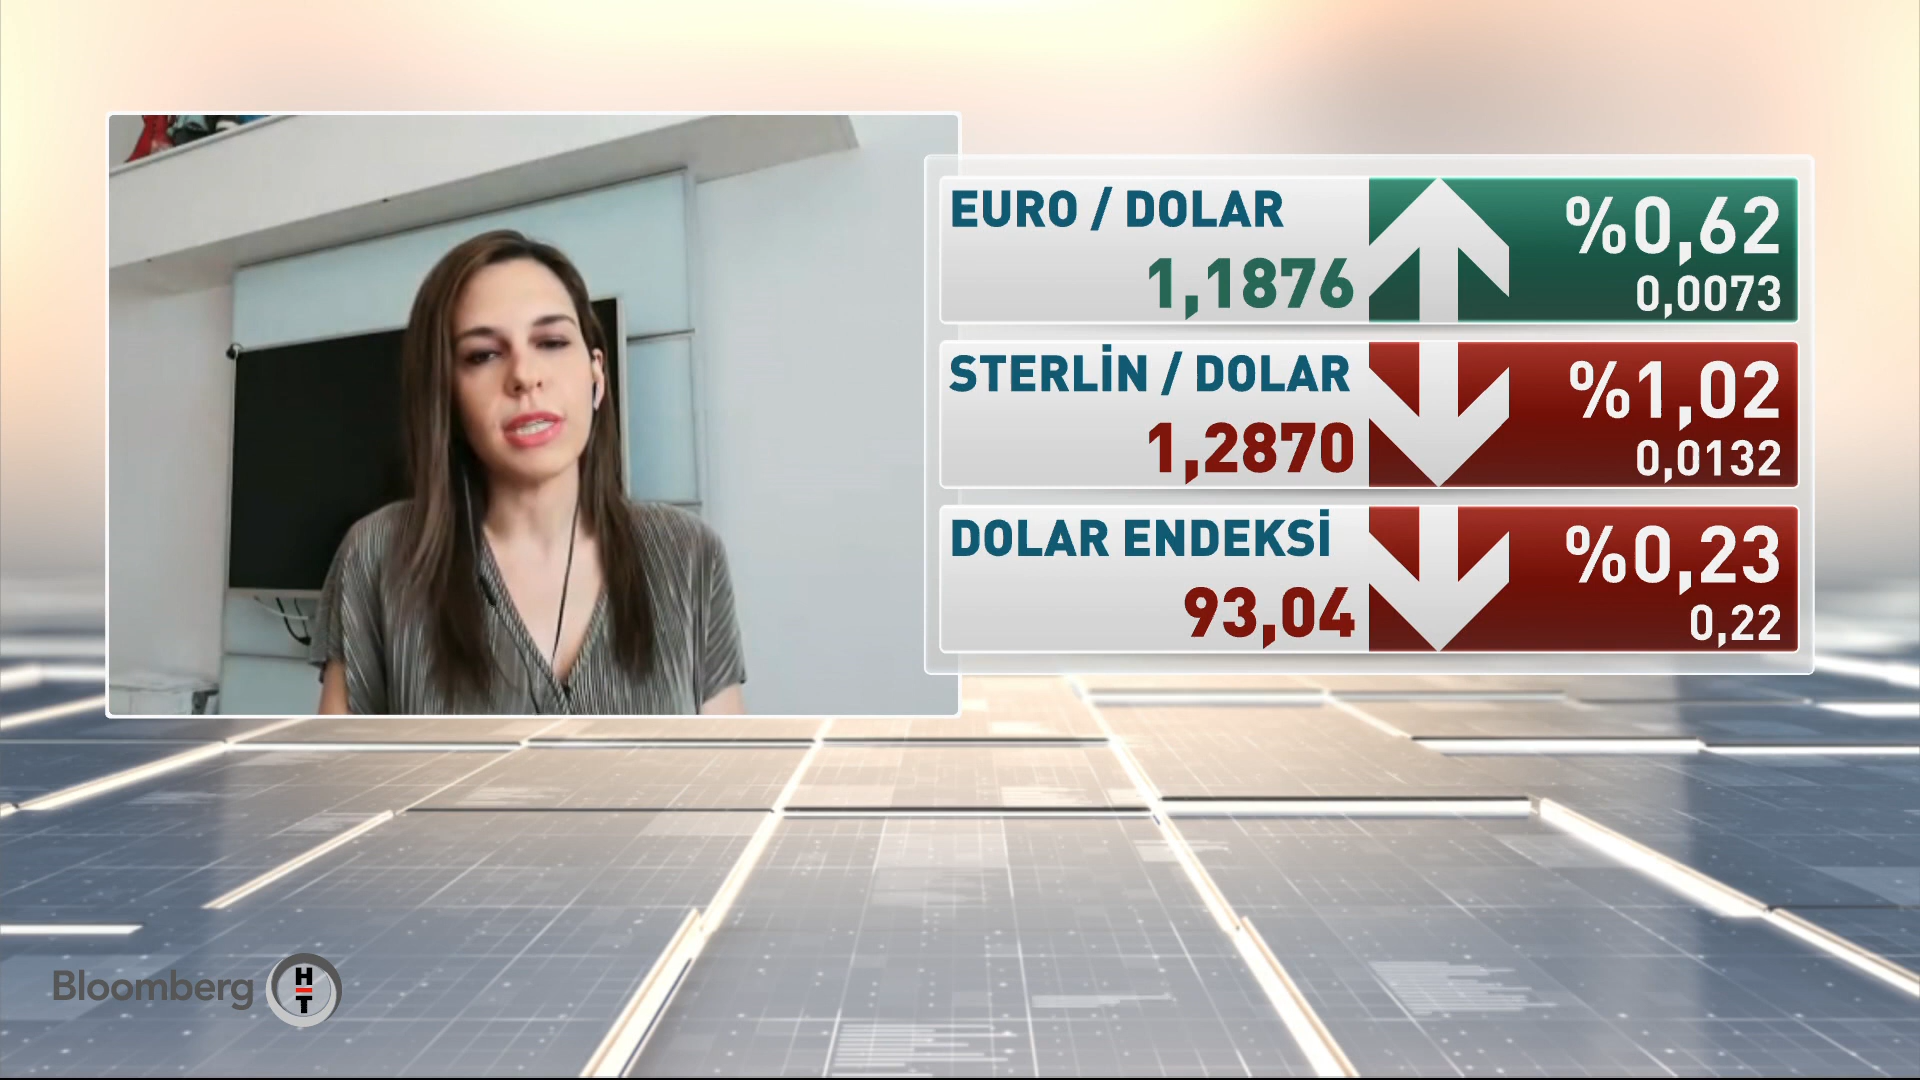 EURO / DOLAR
1,1876
%0,62
0,0073
STERLİN / DOLAR
1,2870
%1,02
0,0132
DOLAR ENDEKSİ
93,04
%0,23
0,22
Bloomberg HT